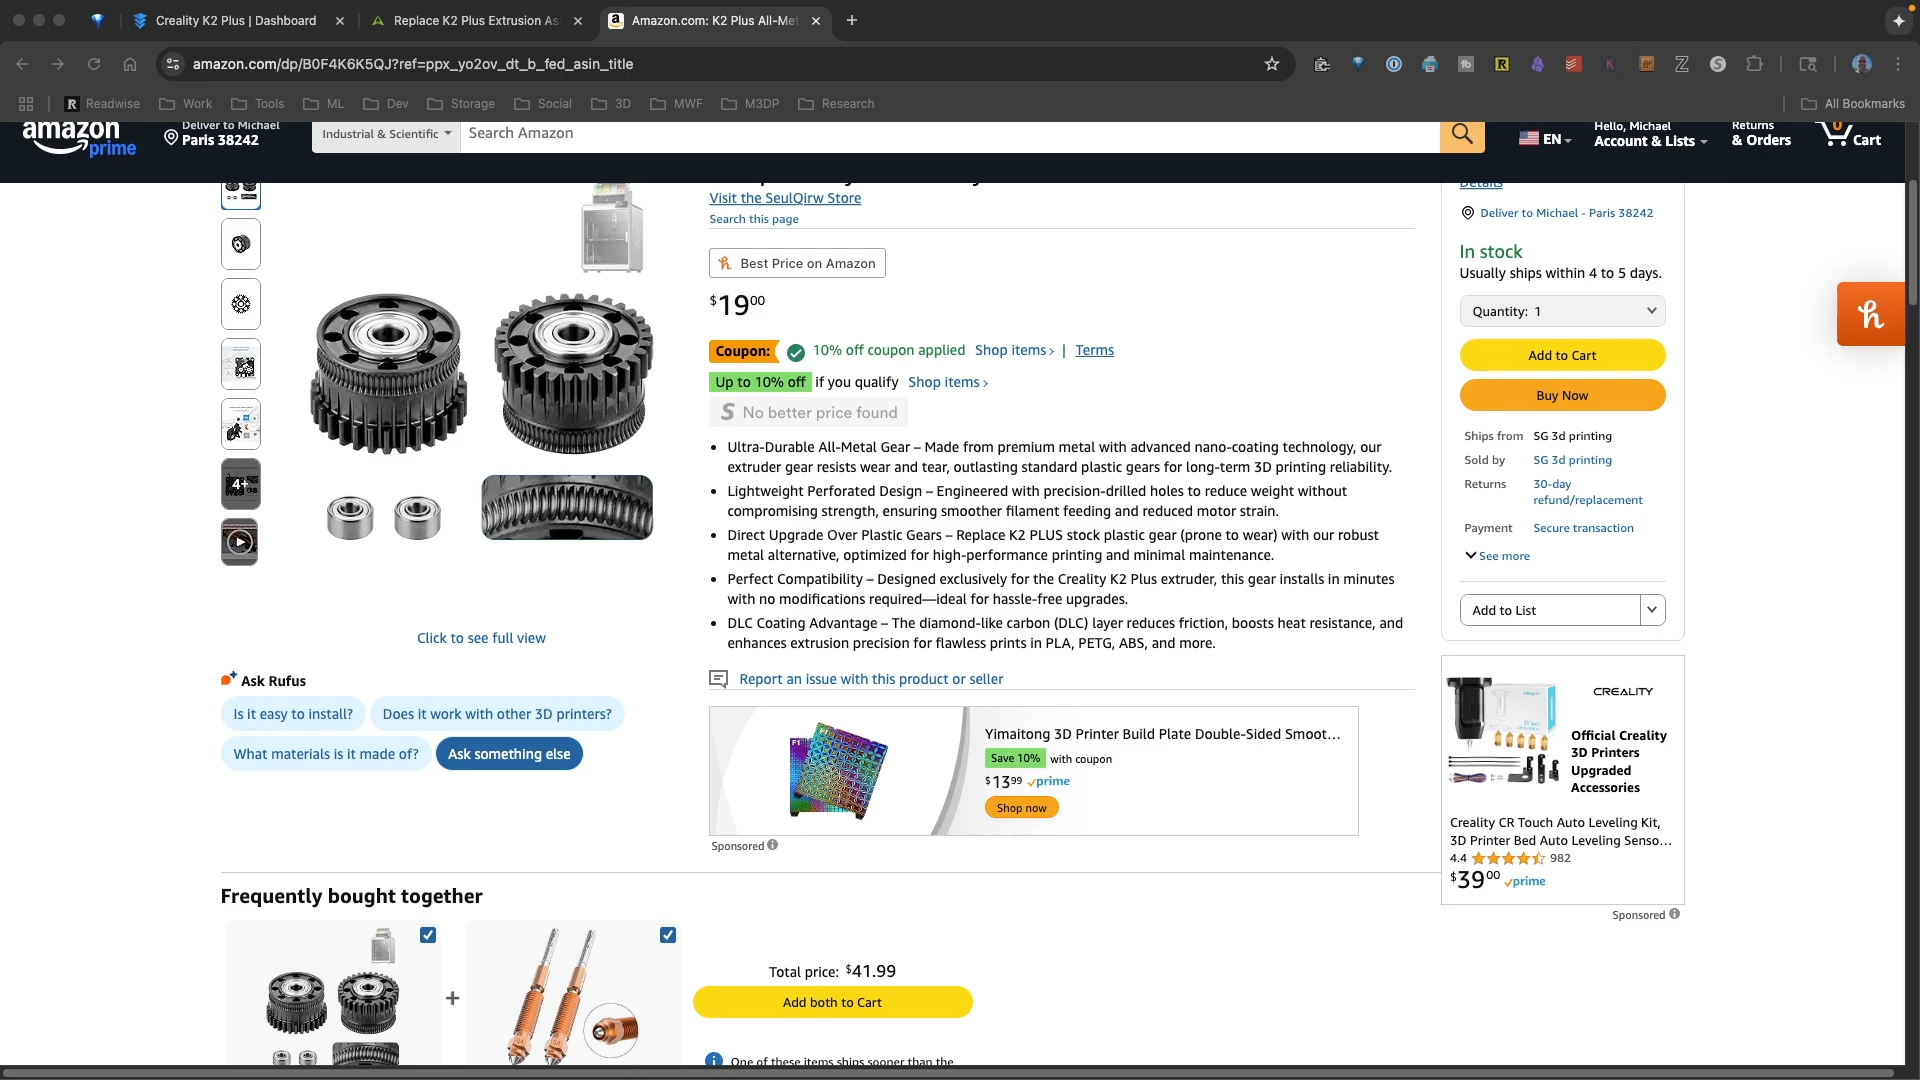 Creality K2 Plus | Dashboard
Replace K2 Plus Extrusion As
Amazon.com: K2 Plus All-Met
amazon.com/dp/B0F4K6K5QJ?ref=ppx_yo2ov_dt_b_fed_asin_title
Readwise
Work
Tools
ML
Dev
Storage
Social
3D
MWF
M3DP
Research
All Bookmarks
amazon
prime
Deliver to Michael
Paris 38242
Industrial & Scientific
Search Amazon
EN
Hello, Michael
Account & Lists
Returns
& Orders
0
Cart
Visit the SeulQirw Store
Search this page
Best Price on Amazon
$19 00
Coupon: 10% off coupon applied Shop items › | Terms
Up to 10% off if you qualify Shop items ›
S No better price found
• Ultra-Durable All-Metal Gear – Made from premium metal with advanced nano-coating technology, our
extruder gear resists wear and tear, outlasting standard plastic gears for long-term 3D printing reliability.
• Lightweight Perforated Design – Engineered with precision-drilled holes to reduce weight without
compromising strength, ensuring smoother filament feeding and reduced motor strain.
• Direct Upgrade Over Plastic Gears – Replace K2 PLUS stock plastic gear (prone to wear) with our robust
metal alternative, optimized for high-performance printing and minimal maintenance.
• Perfect Compatibility – Designed exclusively for the Creality K2 Plus extruder, this gear installs in minutes
with no modifications required—ideal for hassle-free upgrades.
• DLC Coating Advantage – The diamond-like carbon (DLC) layer reduces friction, boosts heat resistance, and
enhances extrusion precision for flawless prints in PLA, PETG, ABS, and more.
Report an issue with this product or seller
4+
Click to see full view
Ask Rufus
Is it easy to install?
Does it work with other 3D printers?
What materials is it made of?
Ask something else
Yimaitong 3D Printer Build Plate Double-Sided Smoot...
Save 10% with coupon
$13 99 prime
Shop now
Sponsored
Details
Deliver to Michael - Paris 38242
In stock
Usually ships within 4 to 5 days.
Quantity: 1
Add to Cart
Buy Now
Ships from SG 3d printing
Sold by SG 3d printing
Returns 30-day
refund/replacement
Payment Secure transaction
See more
Add to List
CREALITY
Official Creality
3D Printers
Upgraded
Accessories
Creality CR Touch Auto Leveling Kit,
3D Printer Bed Auto Leveling Senso...
4.4 982
$39 00 prime
Sponsored
Frequently bought together
+
Total price: $41.99
Add both to Cart
One of these items ships sooner than the